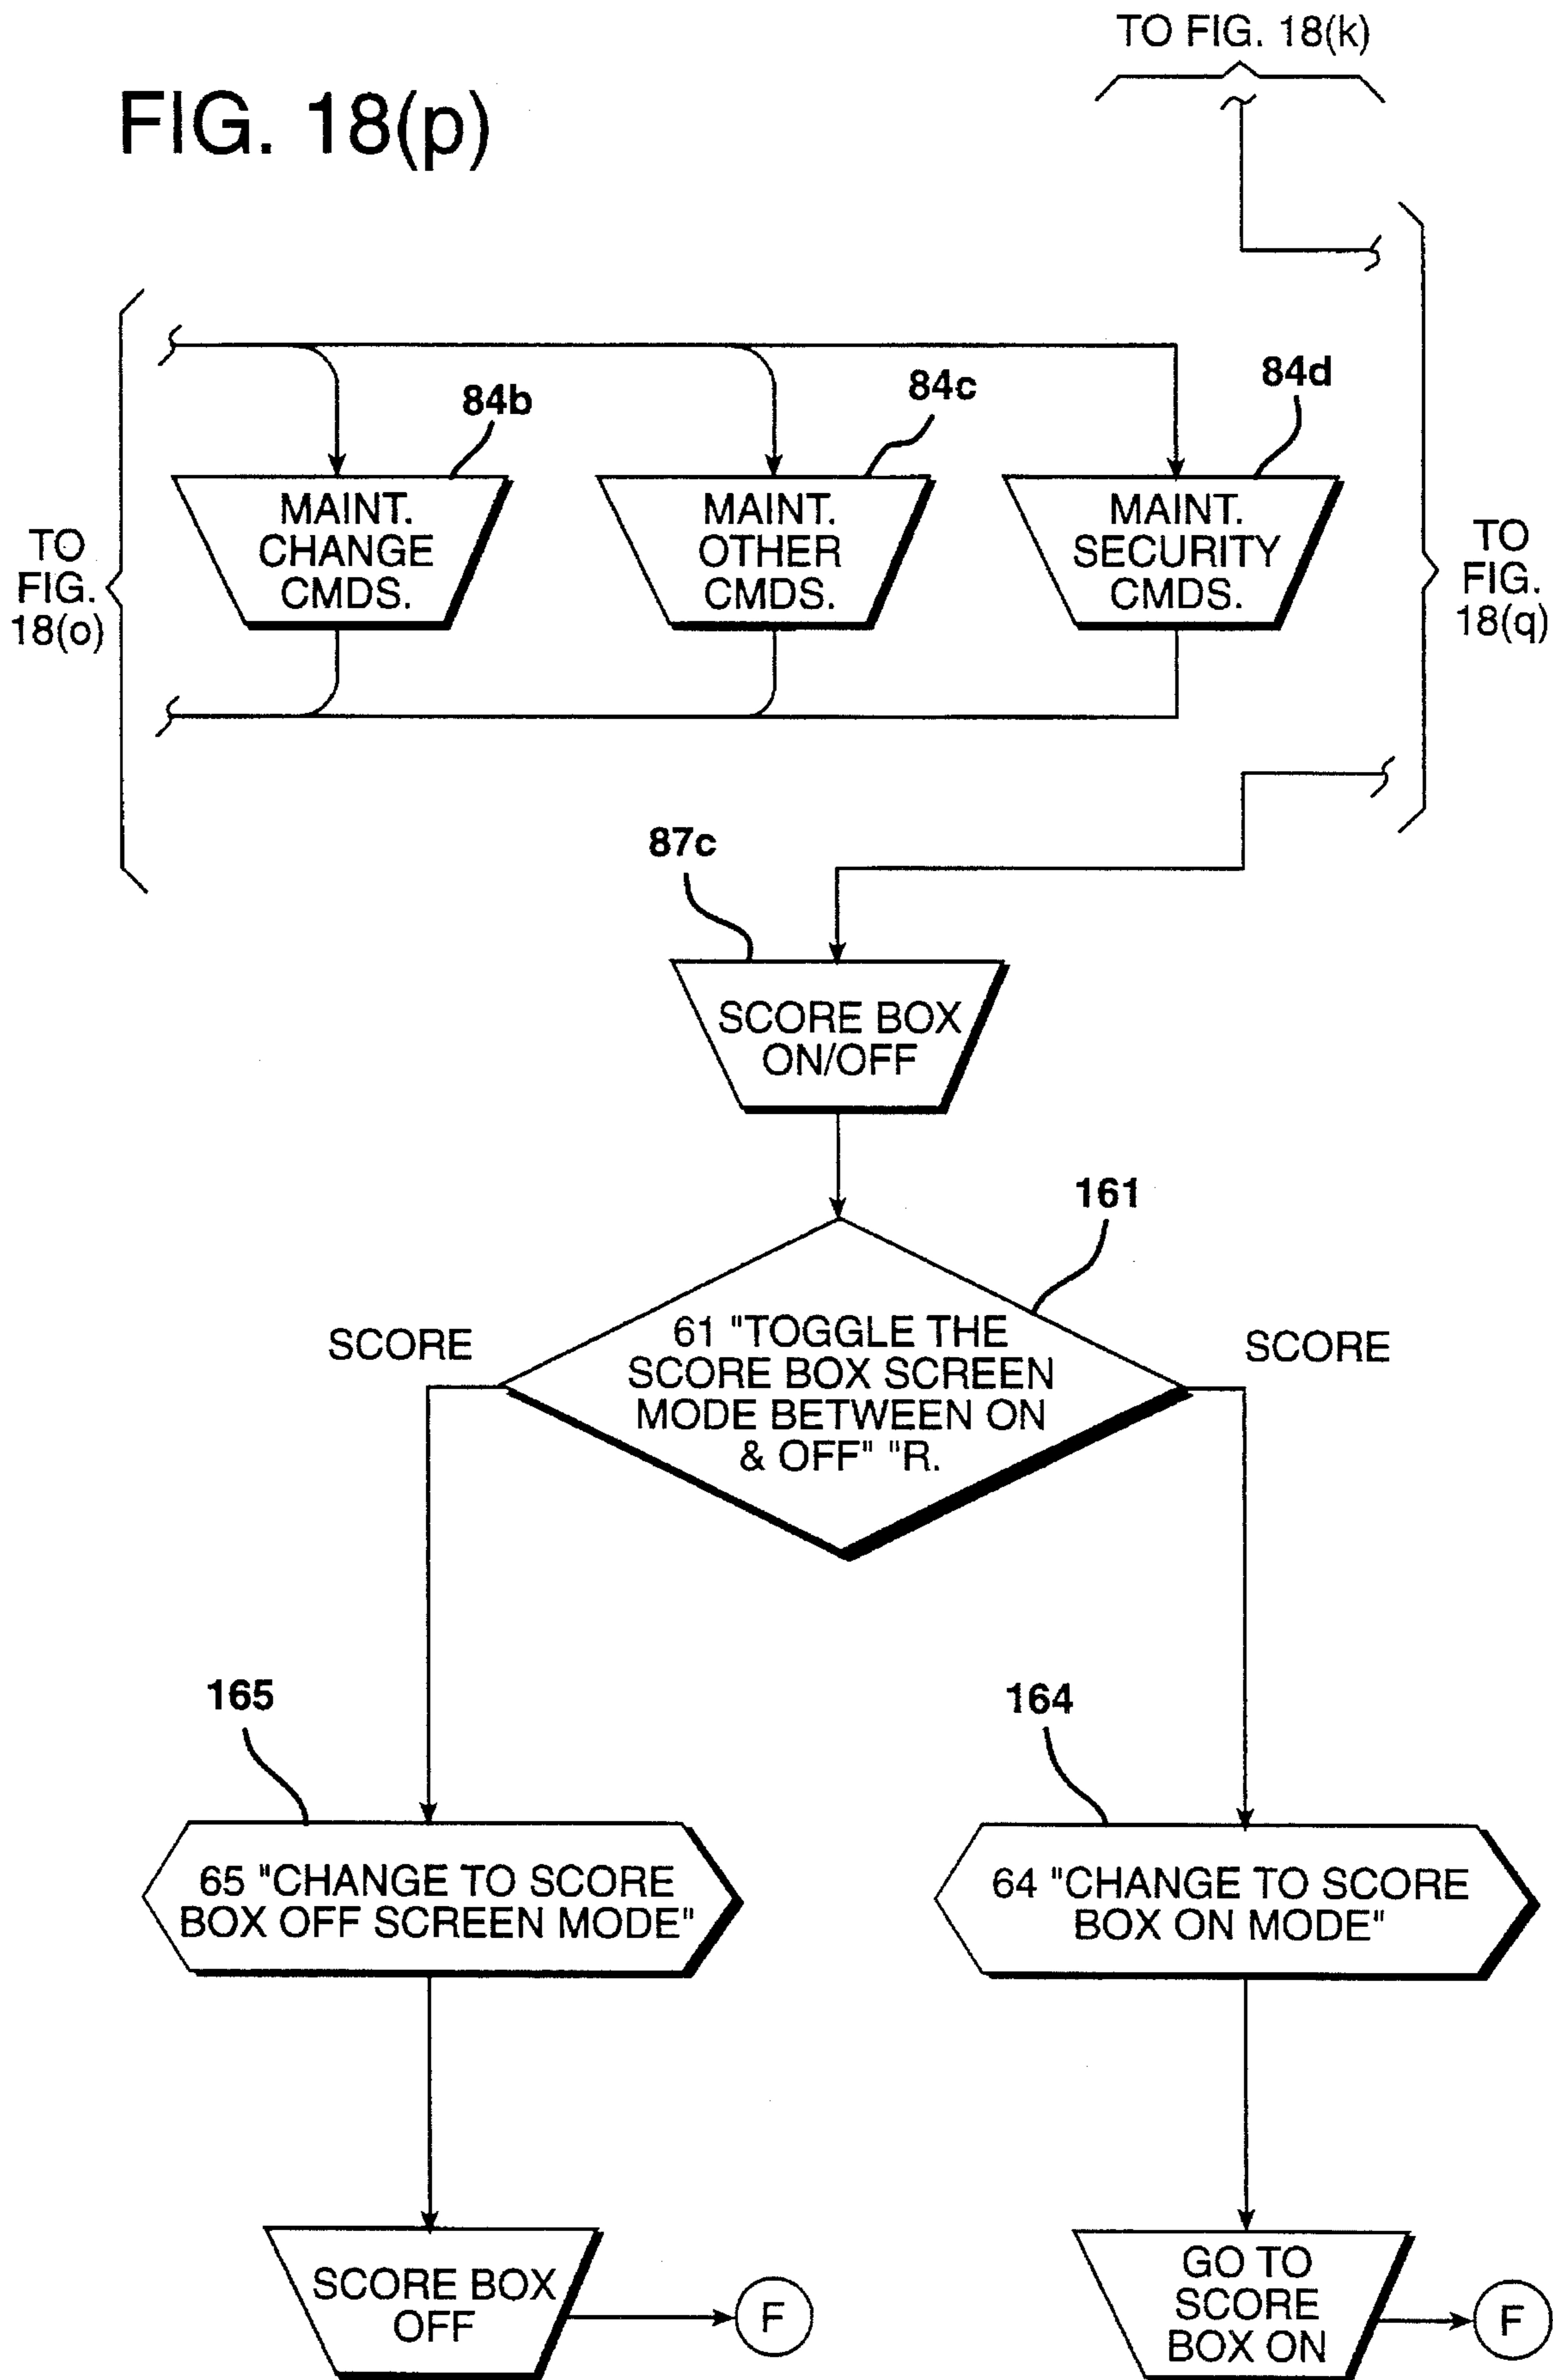 TO FIG. 18(k)
FIG. 18(p)
84b
84c
84d
MAINT.
CHANGE
CMDS.
MAINT.
OTHER
CMDS.
MAINT.
SECURITY
CMDS.
TO
FIG.
18(o)
TO
FIG.
18(q)
87c
SCORE BOX
ON/OFF
161
SCORE
61 "TOGGLE THE
SCORE BOX SCREEN
MODE BETWEEN ON
& OFF" "R.
SCORE
165
164
65 "CHANGE TO SCORE
BOX OFF SCREEN MODE"
64 "CHANGE TO SCORE
BOX ON MODE"
SCORE BOX
OFF
F
GO TO
SCORE
BOX ON
F